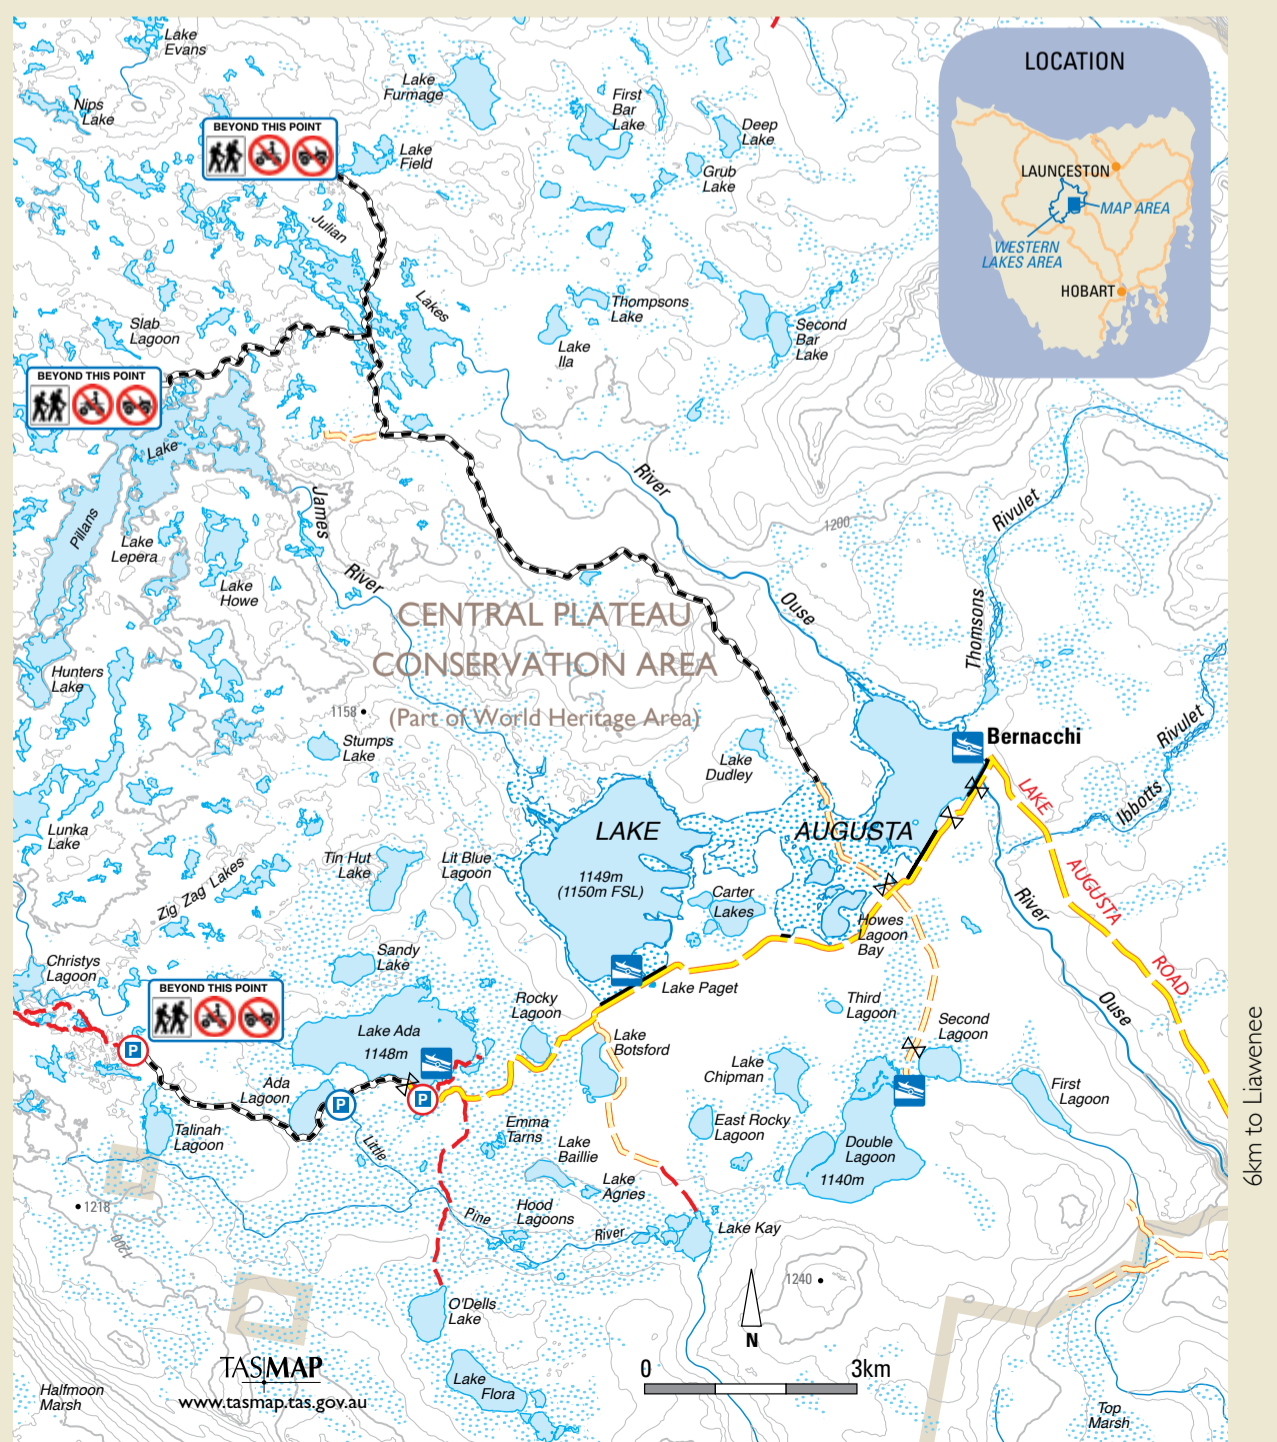 Lake
Evans
Nips
Lake
BEYOND THIS POINT
Lake
Furmage
Lake
Field
First
Bar
Lake
Deep
Lake
Grub
Lake
LOCATION
LAUNCESTON
MAP AREA
WESTERN
LAKES AREA
HOBART
Julian
Lakes
Slab
Lagoon
Thompsons
Lake
Lake
Ila
Second
Bar
Lake
BEYOND THIS POINT
Lake
Pillans
Lake
Lepera
Lake
Howe
James
River
River
Ouse
1200
Rivulet
Thomsons
CENTRAL PLATEAU
CONSERVATION AREA
(Part of World Heritage Area)
Hunters
Lake
1158
Stumps
Lake
Lake
Dudley
Bernacchi
Rivulet
Ibbotts
LAKE
AUGUSTA
ROAD
Lunka
Lake
Zig Zag Lakes
Tin Hut
Lake
Lit Blue
Lagoon
LAKE
AUGUSTA
1149m
(1150m FSL)
Carter
Lakes
Howes
Lagoon
Bay
River
Ouse
Christys
Lagoon
Sandy
Lake
BEYOND THIS POINT
Lake Paget
Rocky
Lagoon
Lake Ada
1148m
Lake
Botsford
Third
Lagoon
Second
Lagoon
P
Ada
Lagoon
P
P
Lake
Chipman
First
Lagoon
Talinah
Lagoon
Little
Emma
Tarns
Lake
Baillie
East Rocky
Lagoon
Double
Lagoon
1140m
Lake
Agnes
1218
1200
Pine
Hood
Lagoons
River
Lake Kay
6km to Liawenee
1240
O'Dells
Lake
N
TASMAP
www.tasmap.tas.gov.au
0
3km
Lake
Flora
Halfmoon
Marsh
Top
Marsh